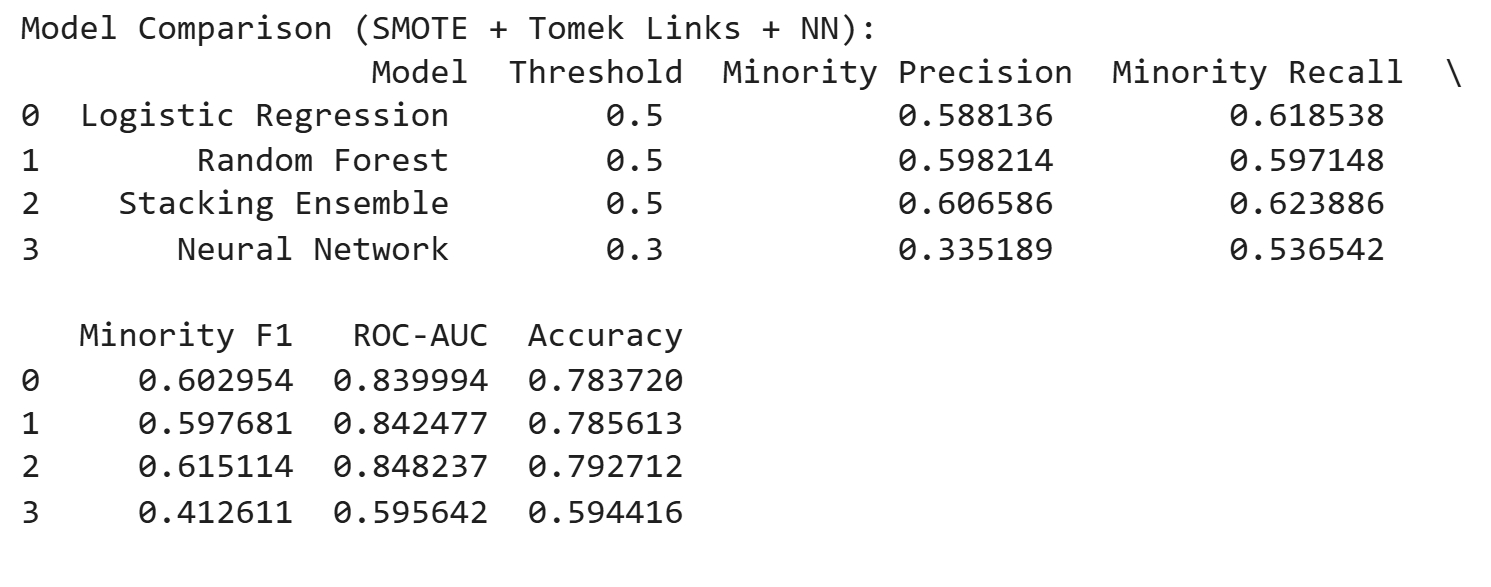 Model Comparison (SMOTE + Tomek Links + NN):
Model Threshold Minority Precision Minority Recall \
0 Logistic Regression 0.5 0.588136 0.618538
1 Random Forest 0.5 0.598214 0.597148
2 Stacking Ensemble 0.5 0.606586 0.623886
3 Neural Network 0.3 0.335189 0.536542
Minority F1 ROC-AUC Accuracy
0 0.602954 0.839994 0.783720
1 0.597681 0.842477 0.785613
2 0.615114 0.848237 0.792712
3 0.412611 0.595642 0.594416